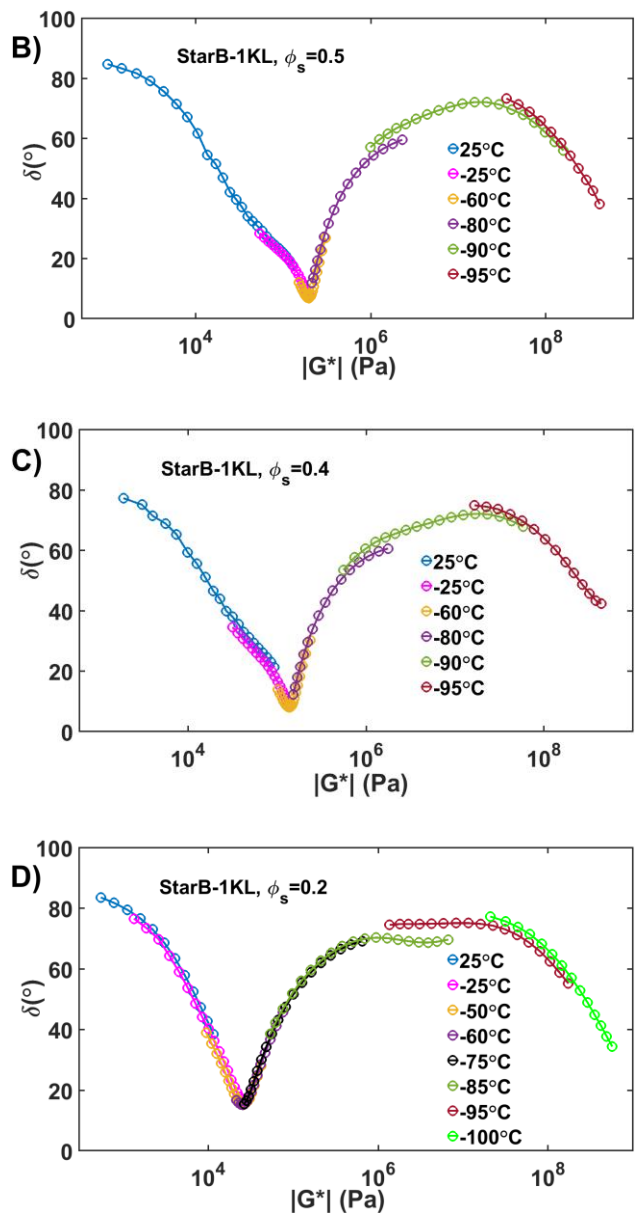 B)
StarB-1KL, ϕs=0.5
100
80
60
40
20
0
δ(°)
25°C
-25°C
-60°C
-80°C
-90°C
-95°C
10^4
10^6
10^8
|G*| (Pa)
C)
StarB-1KL, ϕs=0.4
100
80
60
40
20
0
δ(°)
25°C
-25°C
-60°C
-80°C
-90°C
-95°C
10^4
10^6
10^8
|G*| (Pa)
D)
StarB-1KL, ϕs=0.2
100
80
60
40
20
0
δ(°)
25°C
-25°C
-50°C
-60°C
-75°C
-85°C
-95°C
-100°C
10^4
10^6
10^8
|G*| (Pa)